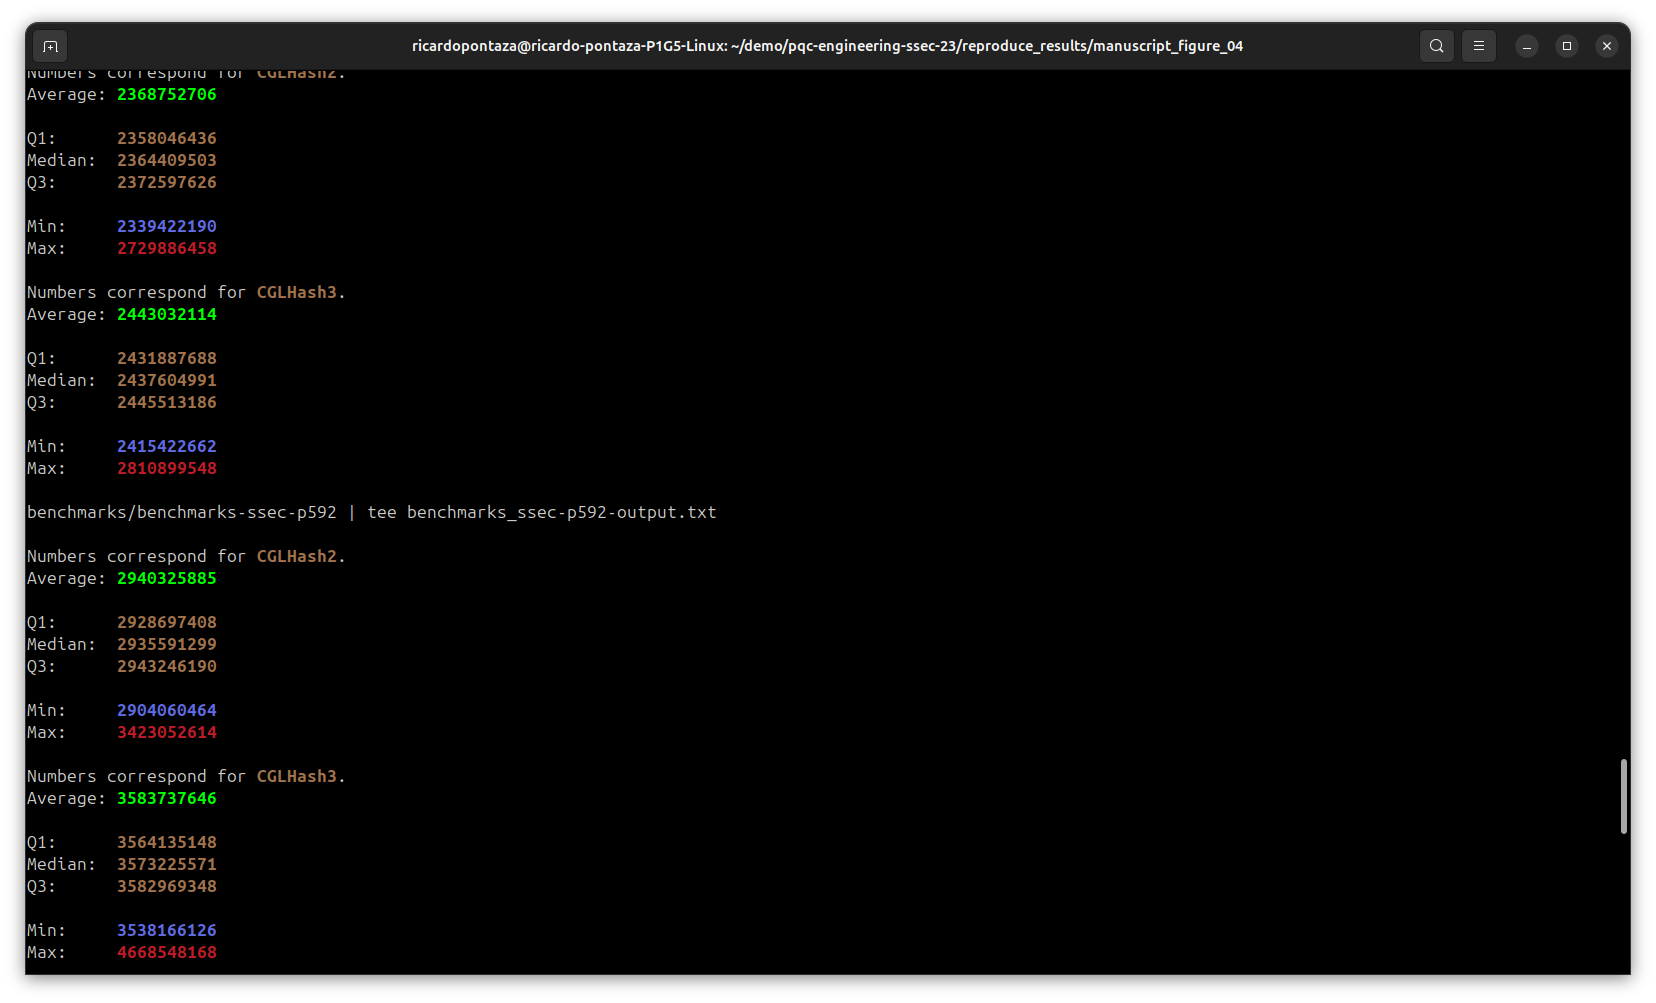 ricardopontaza@ricardo-pontaza-P1G5-Linux: ~/demo/pqc-engineering-ssec-23/reproduce_results/manuscript_figure_04
Numbers correspond for CGLHash2.
Average: 2368752706
Q1: 2358046436
Median: 2364409503
Q3: 2372597626
Min: 2339422190
Max: 2729886458
Numbers correspond for CGLHash3.
Average: 2443032114
Q1: 2431887688
Median: 2437604991
Q3: 2445513186
Min: 2415422662
Max: 2810899548
benchmarks/benchmarks-ssec-p592 | tee benchmarks_ssec-p592-output.txt
Numbers correspond for CGLHash2.
Average: 2940325885
Q1: 2928697408
Median: 2935591299
Q3: 2943246190
Min: 2904060464
Max: 3423052614
Numbers correspond for CGLHash3.
Average: 3583737646
Q1: 3564135148
Median: 3573225571
Q3: 3582969348
Min: 3538166126
Max: 4668548168